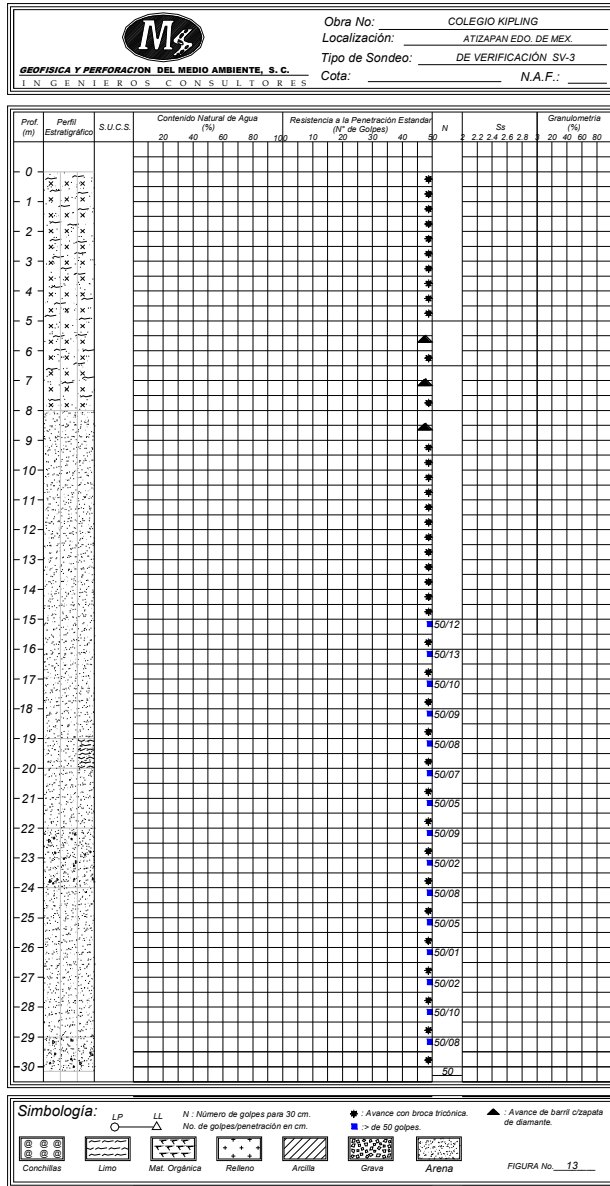 Ms
GEOFISICA Y PERFORACION DEL MEDIO AMBIENTE, S. C.
INGENIEROS CONSULTORES
Obra No: COLEGIO KIPLING
Localización: ATIZAPAN EDO. DE MEX.
Tipo de Sondeo: DE VERIFICACIÓN SV-3
Cota: N.A.F.:
Prof. (m)
Perfil Estratigráfico
S.U.C.S.
Contenido Natural de Agua (%)
20 40 60 80 100
Resistencia a la Penetración Estandar (N° de Golpes)
10 20 30 40 50
N
Ss
2 2.2 2.4 2.6 2.8 3
Granulometria (%)
20 40 60 80
0
1
2
3
4
5
6
7
8
9
10
11
12
13
14
15
50/12
16
50/13
17
50/10
18
50/09
19
50/08
20
50/07
21
50/05
22
50/09
23
50/02
24
50/08
25
50/05
26
50/01
27
50/02
28
50/10
29
50/08
30
50
Simbología:
LP LL
N : Número de golpes para 30 cm.
No. de golpes/penetración en cm.
: Avance con broca tricónica.
:> de 50 golpes.
: Avance de barril c/zapata
de diamante.
Conchillas Limo Mat. Orgánica Relleno Arcilla Grava Arena
FIGURA No. 13